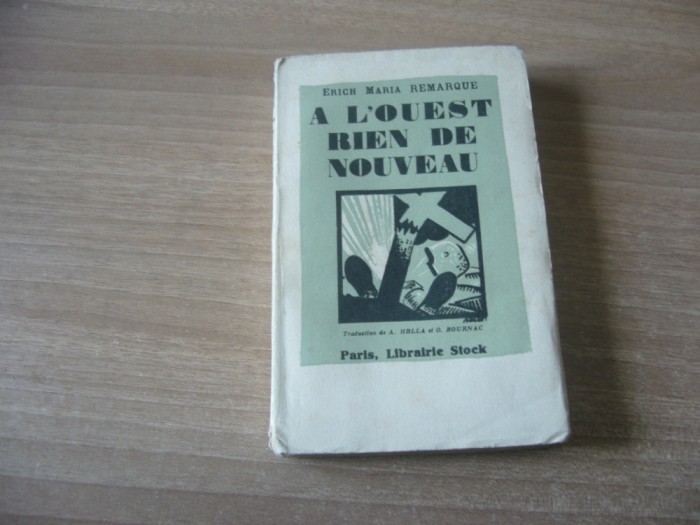 ERICH MARIA REMARQUE
A L'OUEST
RIEN DE
NOUVEAU
Traduction de A. HELLA et O. BOURNAC
Paris, Librairie Stock